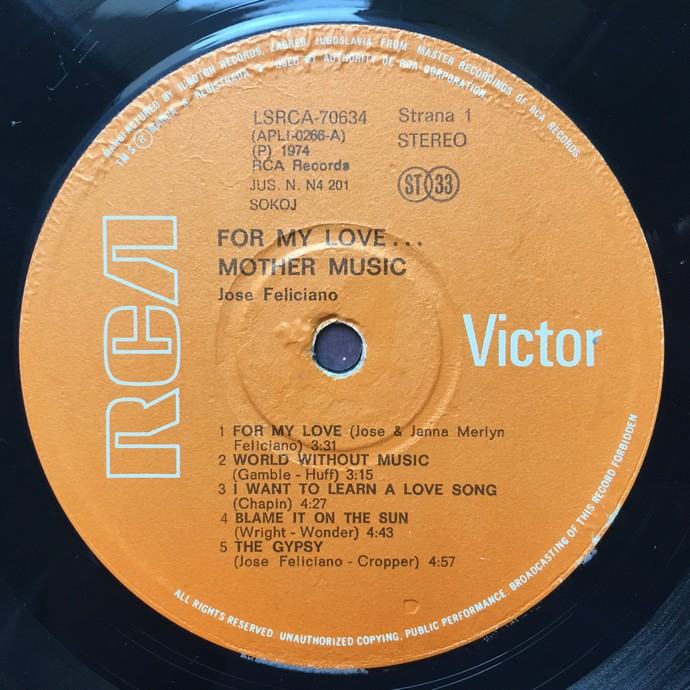 MANUFACTURED BY JUGOTON RECORDS, ZAGREB, JUGOSLAVIA, FROM MASTER RECORDINGS OF RCA RECORDS
TM S ® REGISTRADA • USED BY AUTHORITY OF RCA CORPORATION
LSRCA-70634 Strana 1
(APLI-0266-A) STEREO
(P) 1974
RCA Records
JUS. N. N4 201 ST 33
SOKOJ
FOR MY LOVE...
MOTHER MUSIC
Jose Feliciano
RCA
Victor
1 FOR MY LOVE (Jose & Janna Merlyn
Feliciano) 3:31
2 WORLD WITHOUT MUSIC
(Gamble - Huff) 3:15
3 I WANT TO LEARN A LOVE SONG
(Chapin) 4:27
4 BLAME IT ON THE SUN
(Wright - Wonder) 4:43
5 THE GYPSY
(Jose Feliciano - Cropper) 4:57
ALL RIGHTS RESERVED. UNAUTHORIZED COPYING, PUBLIC PERFORMANCE, BROADCASTING OF THIS RECORD FORBIDDEN